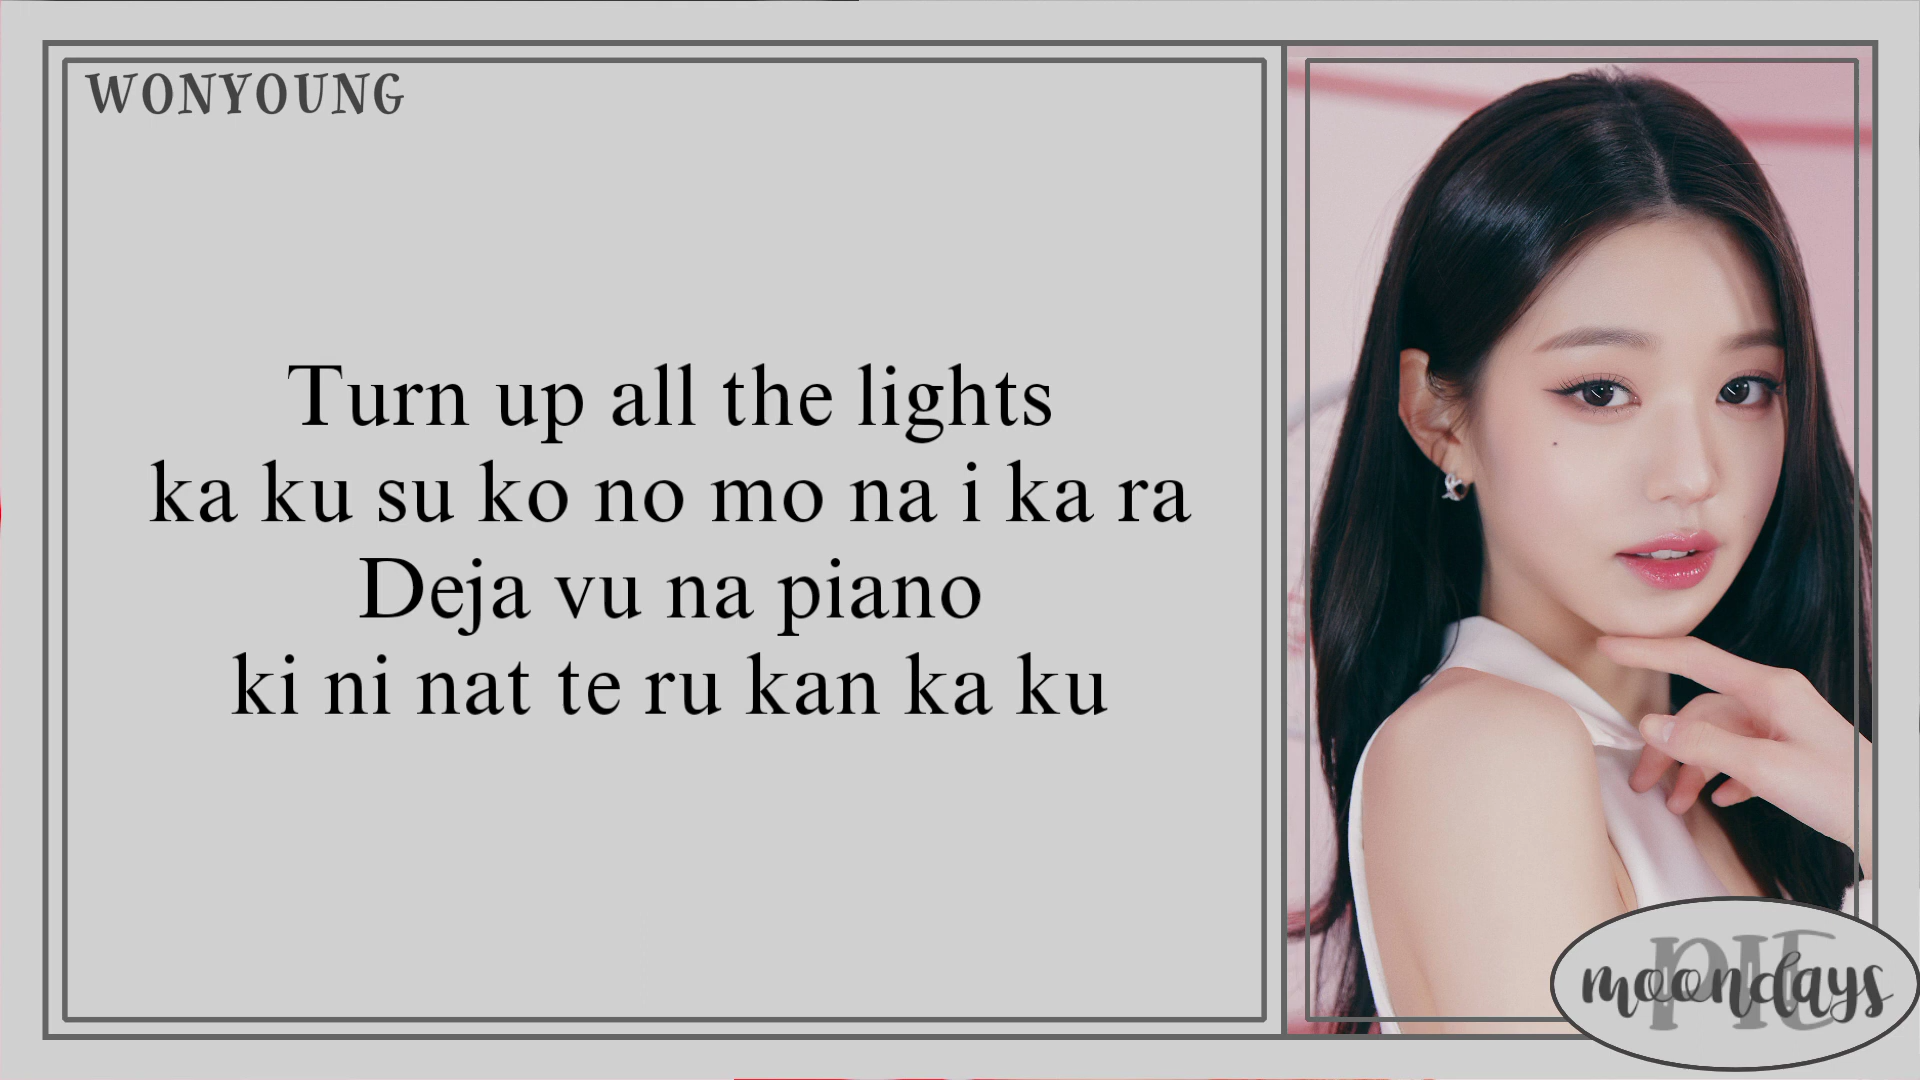 WONYOUNG
Turn up all the lights
ka ku su ko no mo na i ka ra
Deja vu na piano
ki ni nat te ru kan ka ku
moondays